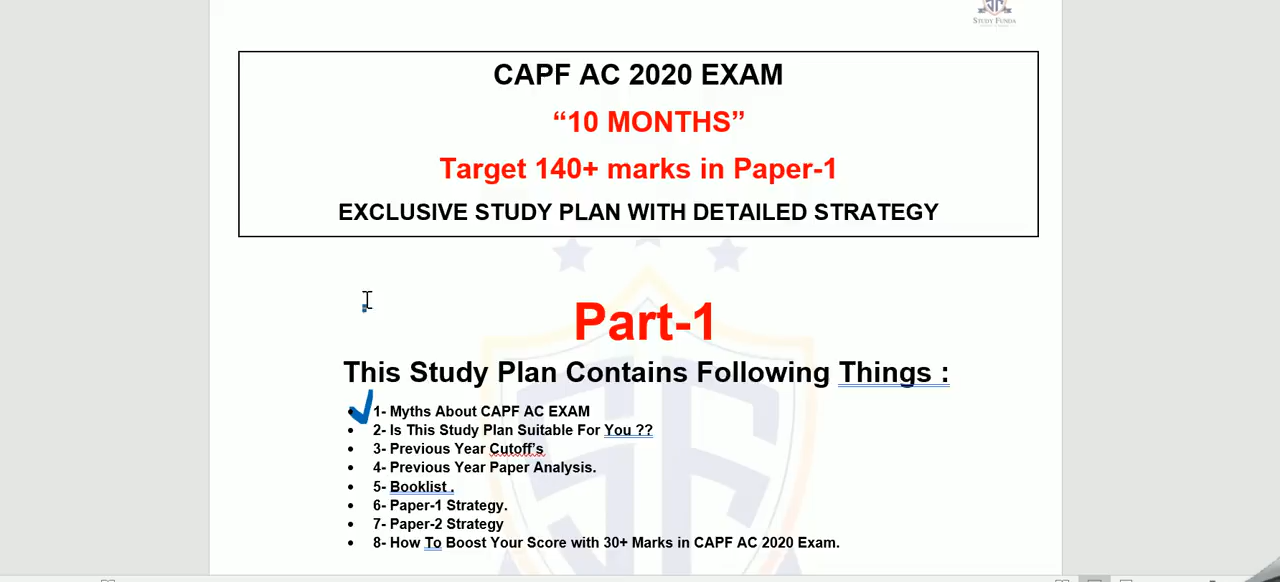 STUDY FUNDA
CAPF AC 2020 EXAM
“10 MONTHS”
Target 140+ marks in Paper-1
EXCLUSIVE STUDY PLAN WITH DETAILED STRATEGY
Part-1
This Study Plan Contains Following Things :
• 1- Myths About CAPF AC EXAM
• 2- Is This Study Plan Suitable For You ??
• 3- Previous Year Cutoff’s
• 4- Previous Year Paper Analysis.
• 5- Booklist .
• 6- Paper-1 Strategy.
• 7- Paper-2 Strategy
• 8- How To Boost Your Score with 30+ Marks in CAPF AC 2020 Exam.